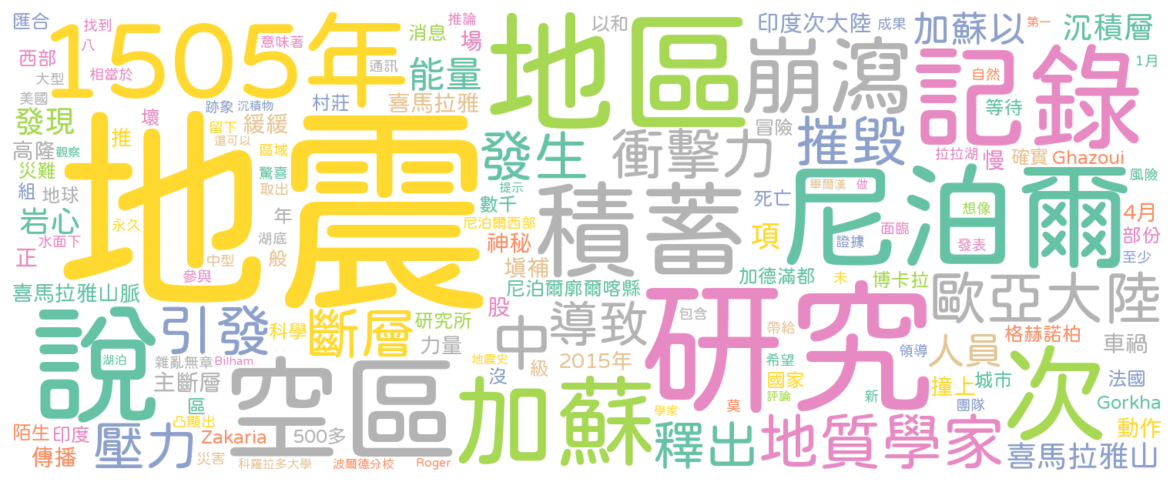 匯合
找到
八
1505年
意味著
推論
消息
場
以和
地區
印度次大陸
成果
加蘇以
第一
沉積層
西部
大型
相當於
通訊
能量
崩瀉
記錄
自然
1月
美國
跡象
沉積物
村莊
喜馬拉雅
等待
發現
壞
留下
緩緩
還可以
地震
發生
衝擊力
冒險
摧毀
拉拉湖
慢
確實
Ghazoui
高隆
觀察
推
區域
災難
驚喜
取出
提示
畢爾漢
做
風險
組
地球
年
數千
積蓄
死亡
尼泊爾
想像
4月
岩心
永久
湖底
尼泊爾西部
項
證據
面臨
發表
部份
至少
水面下
中型
神秘
正
般
填補
參與
加德滿都
未
博卡拉
喜馬拉雅山脈
尼泊爾廓爾喀縣
歐亞大陸
說
引發
斷層
股
中
導致
研究
包含
科學
研究所
帶給
格赫諾柏
車禍
湖泊
雜亂無章
Bilham
力量
地震史
級
2015年
希望
領導
人員
次
主斷層
空區
沒
加蘇
國家
撞上
城市
法國
區
評論
新
團隊
Gorkha
凸顯出
學家
莫
陌生
印度
壓力
Zakaria
500多
釋出
地質學家
動作
傳播
災害
科羅拉多大學
波爾德分校
Roger
喜馬拉雅山